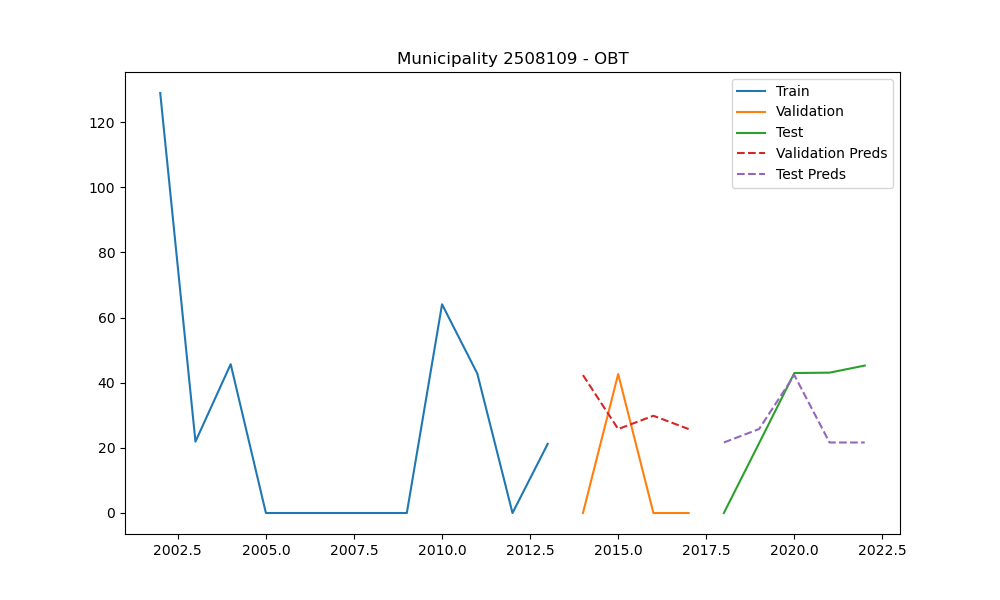 Municipality 2508109 - OBT
Train
Validation
Test
Validation Preds
Test Preds
120
100
80
60
40
20
0
2002.5 2005.0 2007.5 2010.0 2012.5 2015.0 2017.5 2020.0 2022.5